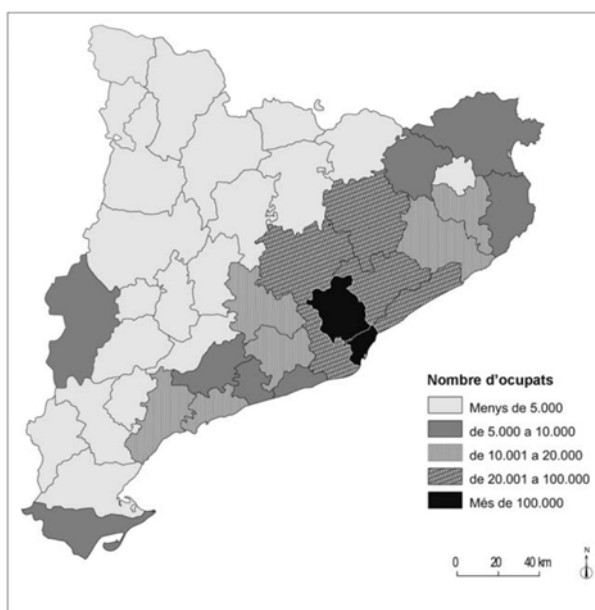 Nombre d'ocupats
Menys de 5.000
de 5.000 a 10.000
de 10.001 a 20.000
de 20.001 a 100.000
Més de 100.000
N
0 20 40 km